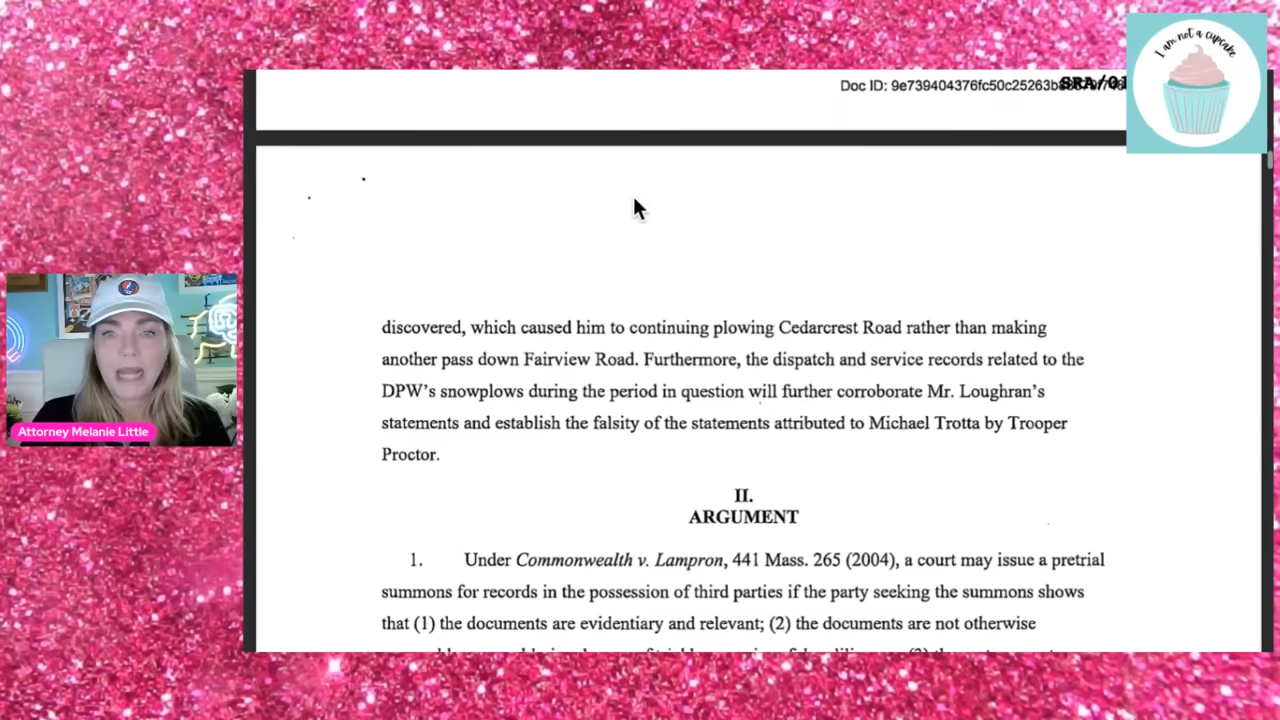 I am not a cupcake
Doc ID: 9e739404376fc50c25263b
SRA/01
discovered, which caused him to continuing plowing Cedarcrest Road rather than making
another pass down Fairview Road. Furthermore, the dispatch and service records related to the
DPW's snowplows during the period in question will further corroborate Mr. Loughran's
statements and establish the falsity of the statements attributed to Michael Trotta by Trooper
Proctor.
Attorney Melanie Little
II.
ARGUMENT
1. Under Commonwealth v. Lampron, 441 Mass. 265 (2004), a court may issue a pretrial
summons for records in the possession of third parties if the party seeking the summons shows
that (1) the documents are evidentiary and relevant; (2) the documents are not otherwise